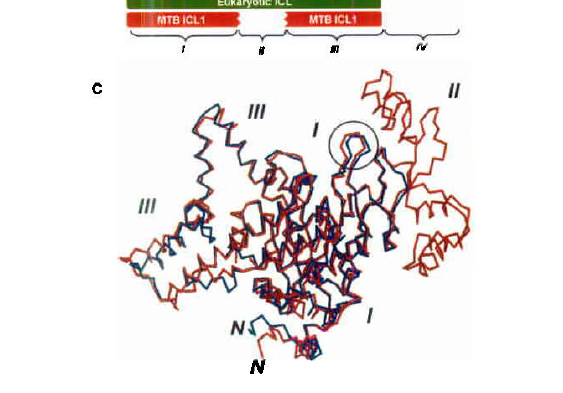 Eukaryotic ICL
MTB ICL1 MTB ICL1
I II III IV
C
III I II
III
I
N
N